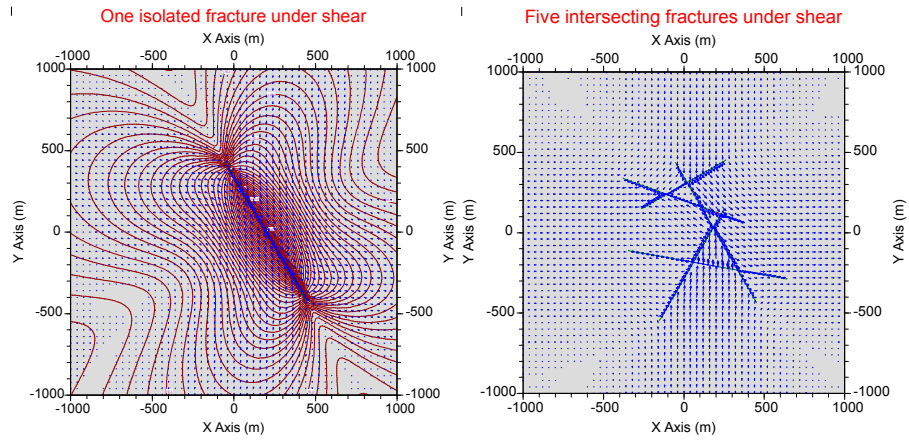 One isolated fracture under shear
X Axis (m)
-1000 -500 0 500 1000
1000 1000
500 500
Y Axis (m) 0 0 Y Axis (m)
-500 -500
-1000 -1000
-1000 -500 0 500 1000
X Axis (m)
Five intersecting fractures under shear
X Axis (m)
-1000 -500 0 500 1000
1000 1000
500 500
Y Axis (m) 0 0 Y Axis (m)
-500 -500
-1000 -1000
-1000 -500 0 500 1000
X Axis (m)